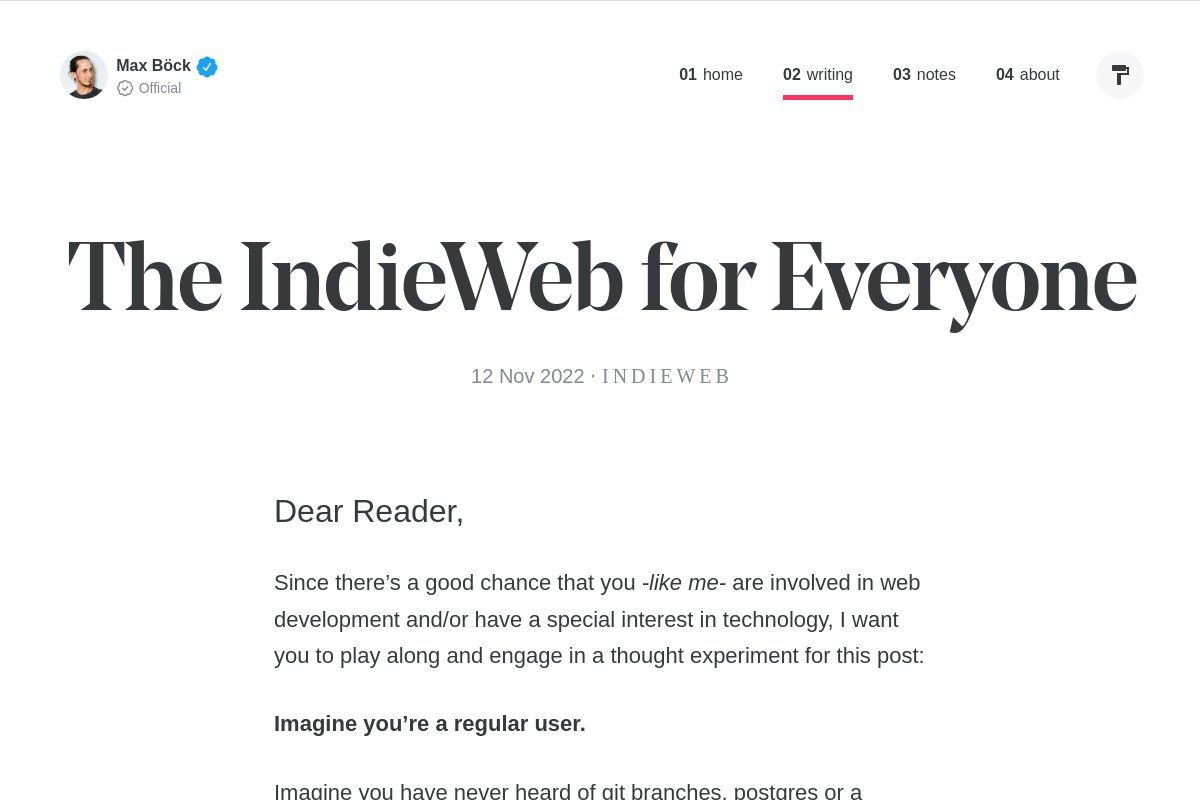 Max Böck
Official
01 home
02 writing
03 notes
04 about
The IndieWeb for Everyone
12 Nov 2022 · INDIEWEB
Dear Reader,
Since there’s a good chance that you -like me- are involved in web
development and/or have a special interest in technology, I want
you to play along and engage in a thought experiment for this post:
Imagine you’re a regular user.
Imagine you have never heard of git branches, postgres or a